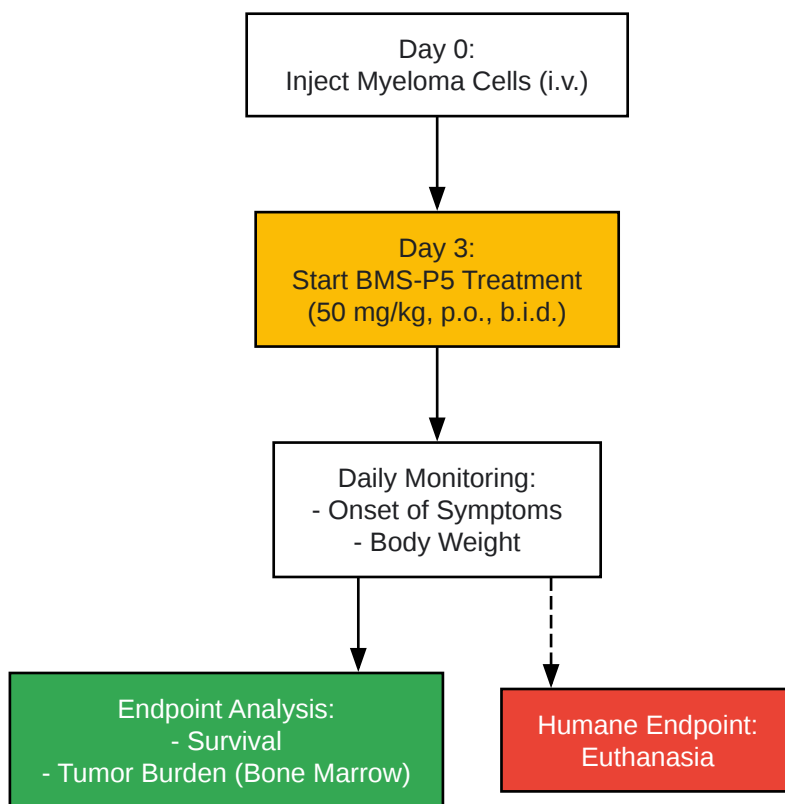 Day 0:
Inject Myeloma Cells (i.v.)
Day 3:
Start BMS-P5 Treatment
(50 mg/kg, p.o., b.i.d.)
Daily Monitoring:
- Onset of Symptoms
- Body Weight
Endpoint Analysis:
- Survival
- Tumor Burden (Bone Marrow)
Humane Endpoint:
Euthanasia